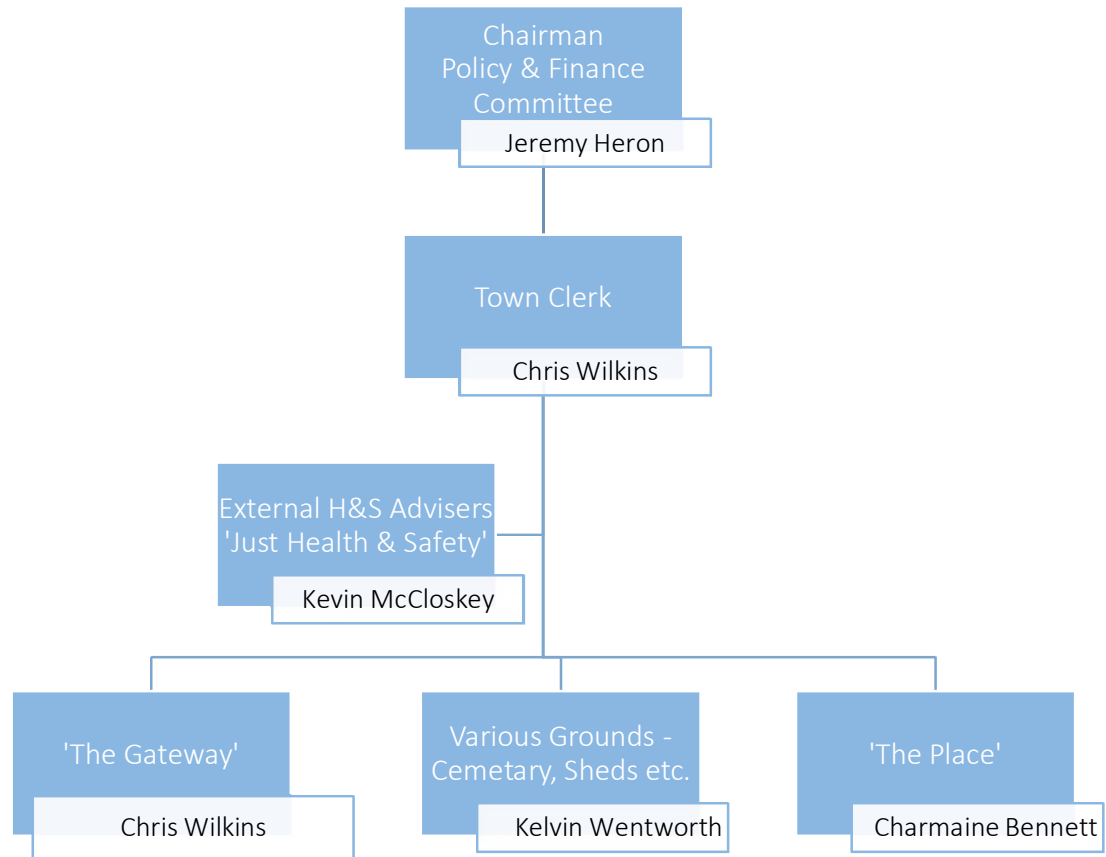 Chairman
Policy & Finance
Committee
Jeremy Heron
Town Clerk
Chris Wilkins
External H&S Advisers
'Just Health & Safety'
Kevin McCloskey
'The Gateway'
Chris Wilkins
Various Grounds -
Cemetary, Sheds etc.
Kelvin Wentworth
'The Place'
Charmaine Bennett